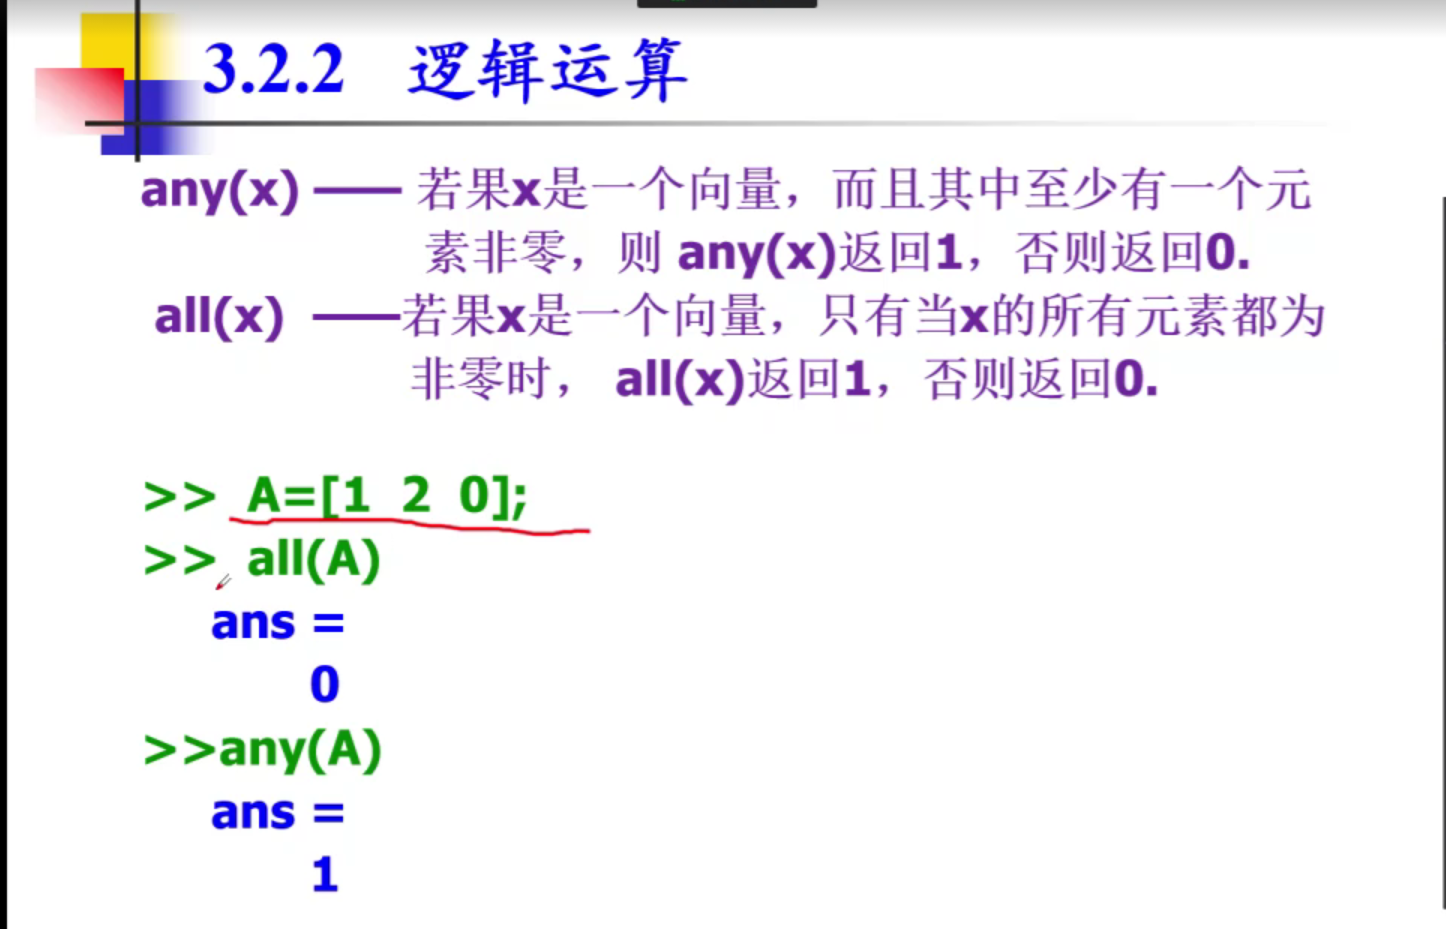 3.2.2 逻辑运算
any(x) —— 若果x是一个向量，而且其中至少有一个元
素非零，则 any(x)返回1，否则返回0.
all(x) ——若果x是一个向量，只有当x的所有元素都为
非零时， all(x)返回1，否则返回0.
>> A=[1 2 0];
>> all(A)
ans =
0
>>any(A)
ans =
1